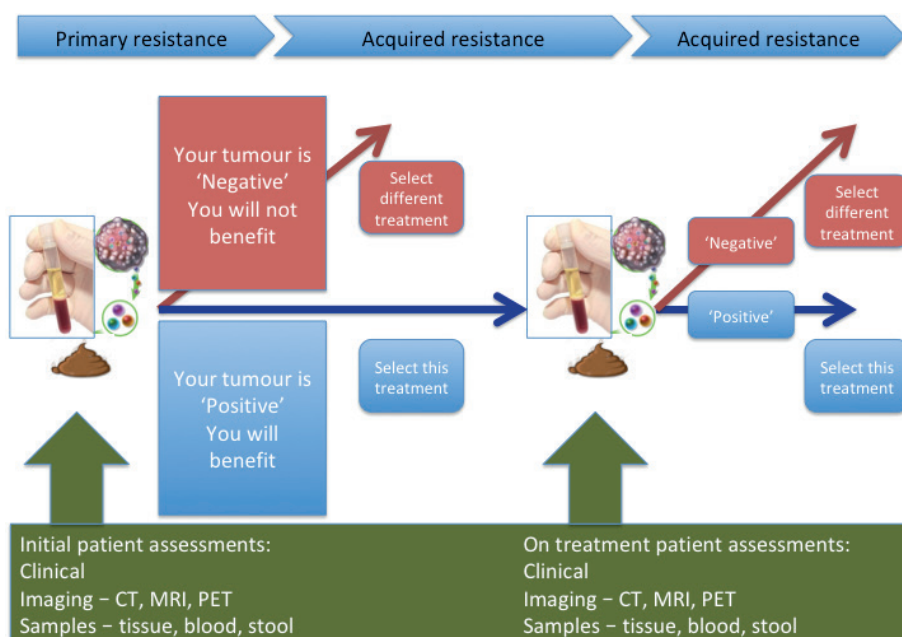 Primary resistance
Acquired resistance
Acquired resistance
Your tumour is
‘Negative’
You will not
benefit
Select
different
treatment
Select
different
treatment
‘Negative’
‘Positive’
Your tumour is
‘Positive’
You will
benefit
Select this
treatment
Select this
treatment
Initial patient assessments:
Clinical
Imaging – CT, MRI, PET
Samples – tissue, blood, stool
On treatment patient assessments:
Clinical
Imaging – CT, MRI, PET
Samples – tissue, blood, stool